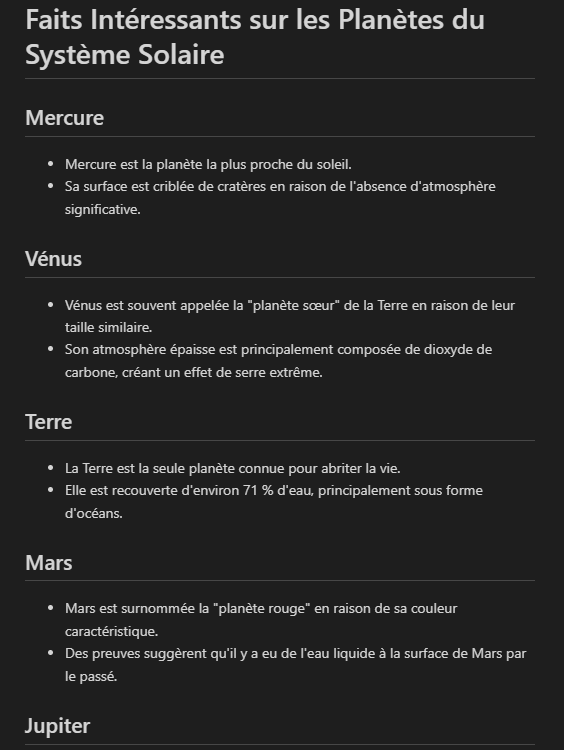 Faits Intéressants sur les Planètes du
Système Solaire
Mercure
Mercure est la planète la plus proche du soleil.
Sa surface est criblée de cratères en raison de l'absence d'atmosphère
significative.
Vénus
Vénus est souvent appelée la "planète sœur" de la Terre en raison de leur
taille similaire.
Son atmosphère épaisse est principalement composée de dioxyde de
carbone, créant un effet de serre extrême.
Terre
La Terre est la seule planète connue pour abriter la vie.
Elle est recouverte d'environ 71 % d'eau, principalement sous forme
d'océans.
Mars
Mars est surnommée la "planète rouge" en raison de sa couleur
caractéristique.
Des preuves suggèrent qu'il y a eu de l'eau liquide à la surface de Mars par
le passé.
Jupiter